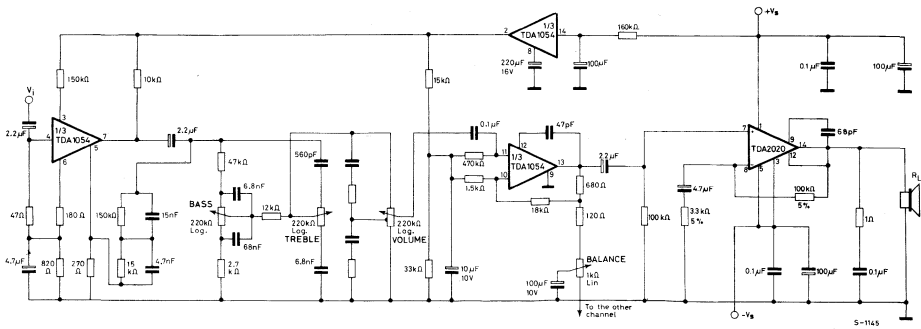 +Vs
2
1/3
TDA1054
14
8
160kΩ
220µF
16V
100µF
0.1µF
100µF
150kΩ
10kΩ
15kΩ
Vi
2.2µF
3
4
1/3
TDA1054
7
5
6
2.2µF
0.1µF
47pF
12
11
1/3
TDA1054
13
10
9
470kΩ
1,5kΩ
2,2µF
1
7
TDA2020
9
14
12
8
5
3
68pF
47kΩ
560pF
680Ω
18kΩ
4.7µF
100kΩ
5%
RL
6.8nF
BASS
220kΩ
Log.
12kΩ
220kΩ
Log.
TREBLE
220kΩ
Log.
VOLUME
47Ω
180Ω
150kΩ
15nF
68nF
120Ω
100kΩ
3.3kΩ
5%
1Ω
4.7µF
820
Ω
270
Ω
15
kΩ
4.7nF
2.7
kΩ
6.8nF
33kΩ
10µF
10V
BALANCE
1kΩ
Lin
100µF
10V
0.1µF
100µF
0.1µF
To the other
channel
-Vs
S-1145